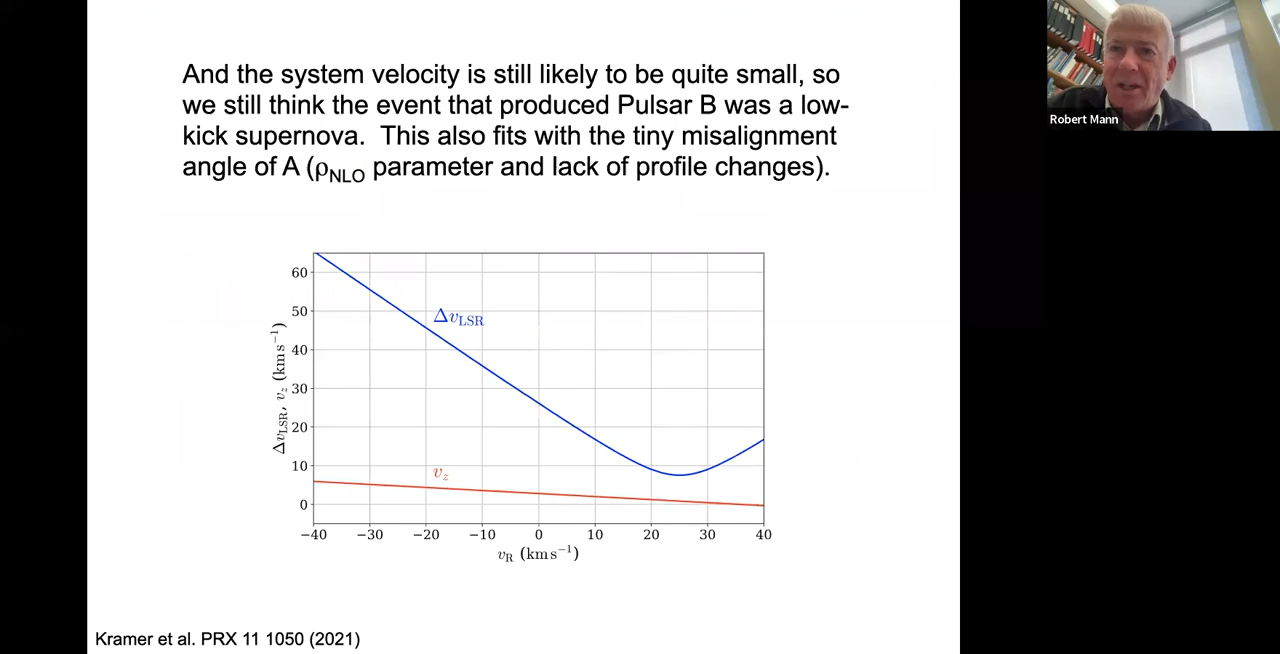 And the system velocity is still likely to be quite small, so
we still think the event that produced Pulsar B was a low-
kick supernova. This also fits with the tiny misalignment
angle of A (ρNLO parameter and lack of profile changes).
Robert Mann
60
50
40
30
20
10
0
ΔvLSR, vz (km s⁻¹)
ΔvLSR
vz
−40 −30 −20 −10 0 10 20 30 40
vR (km s⁻¹)
Kramer et al. PRX 11 1050 (2021)